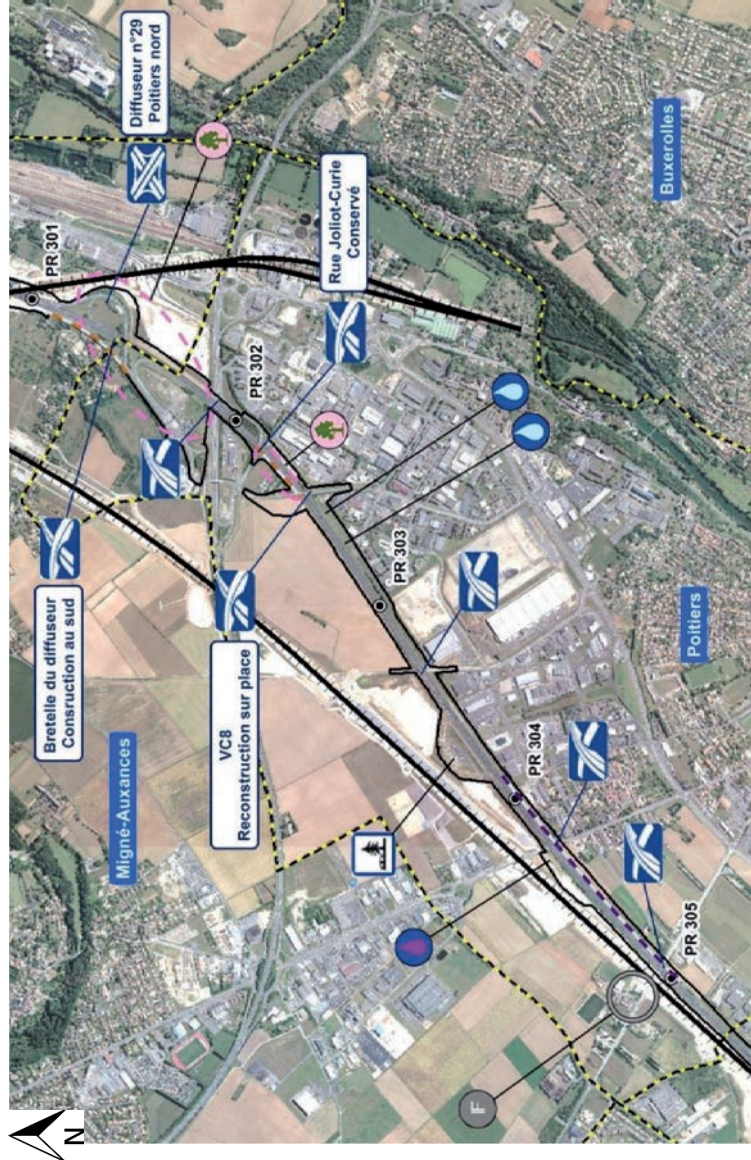 Diffuseur n°29
Poitiers nord
PR 301
Rue Joliot-Curie
Conservé
PR 302
Buxerolles
Bretelle du diffuseur
Consruction au sud
VC8
Reconstruction sur place
PR 303
Migné-Auxances
Poitiers
PR 304
PR 305
F
N